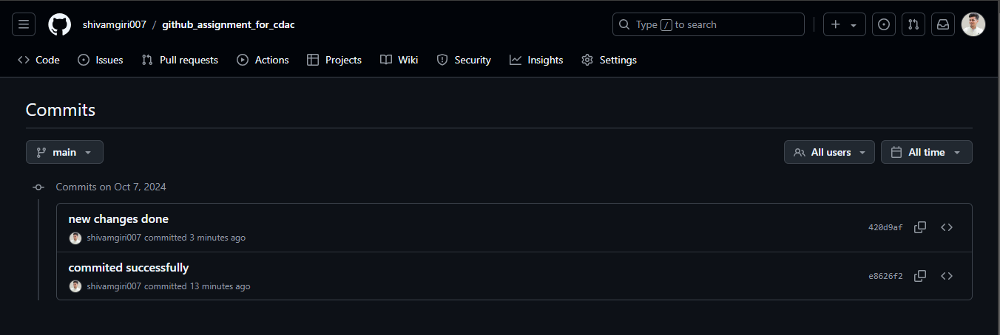 shivamgiri007 / github_assignment_for_cdac
Type / to search
Code Issues Pull requests Actions Projects Wiki Security Insights Settings
Commits
main All users All time
Commits on Oct 7, 2024
new changes done
shivamgiri007 committed 3 minutes ago
420d9af
commited successfully
shivamgiri007 committed 13 minutes ago
e8626f2